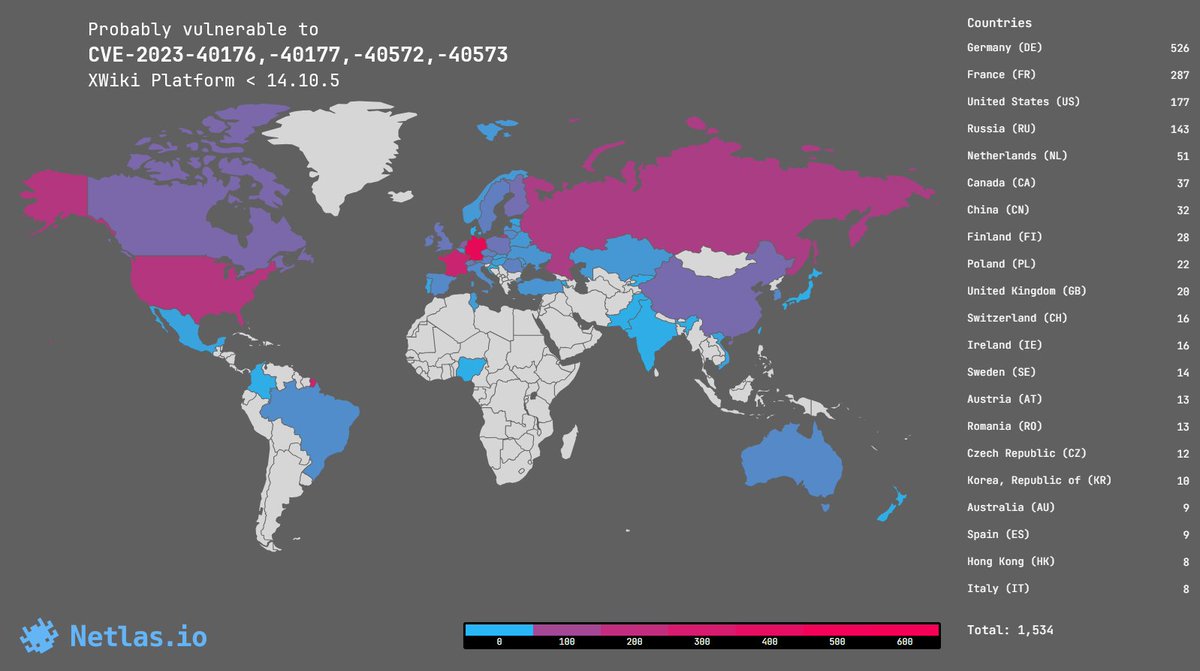 Probably vulnerable to
CVE-2023-40176,-40177,-40572,-40573
XWiki Platform < 14.10.5
Countries
Germany (DE) 526
France (FR) 287
United States (US) 177
Russia (RU) 143
Netherlands (NL) 51
Canada (CA) 37
China (CN) 32
Finland (FI) 28
Poland (PL) 22
United Kingdom (GB) 20
Switzerland (CH) 16
Ireland (IE) 16
Sweden (SE) 14
Austria (AT) 13
Romania (RO) 13
Czech Republic (CZ) 12
Korea, Republic of (KR) 10
Australia (AU) 9
Spain (ES) 9
Hong Kong (HK) 8
Italy (IT) 8
Total: 1,534
Netlas.io
0 100 200 300 400 500 600